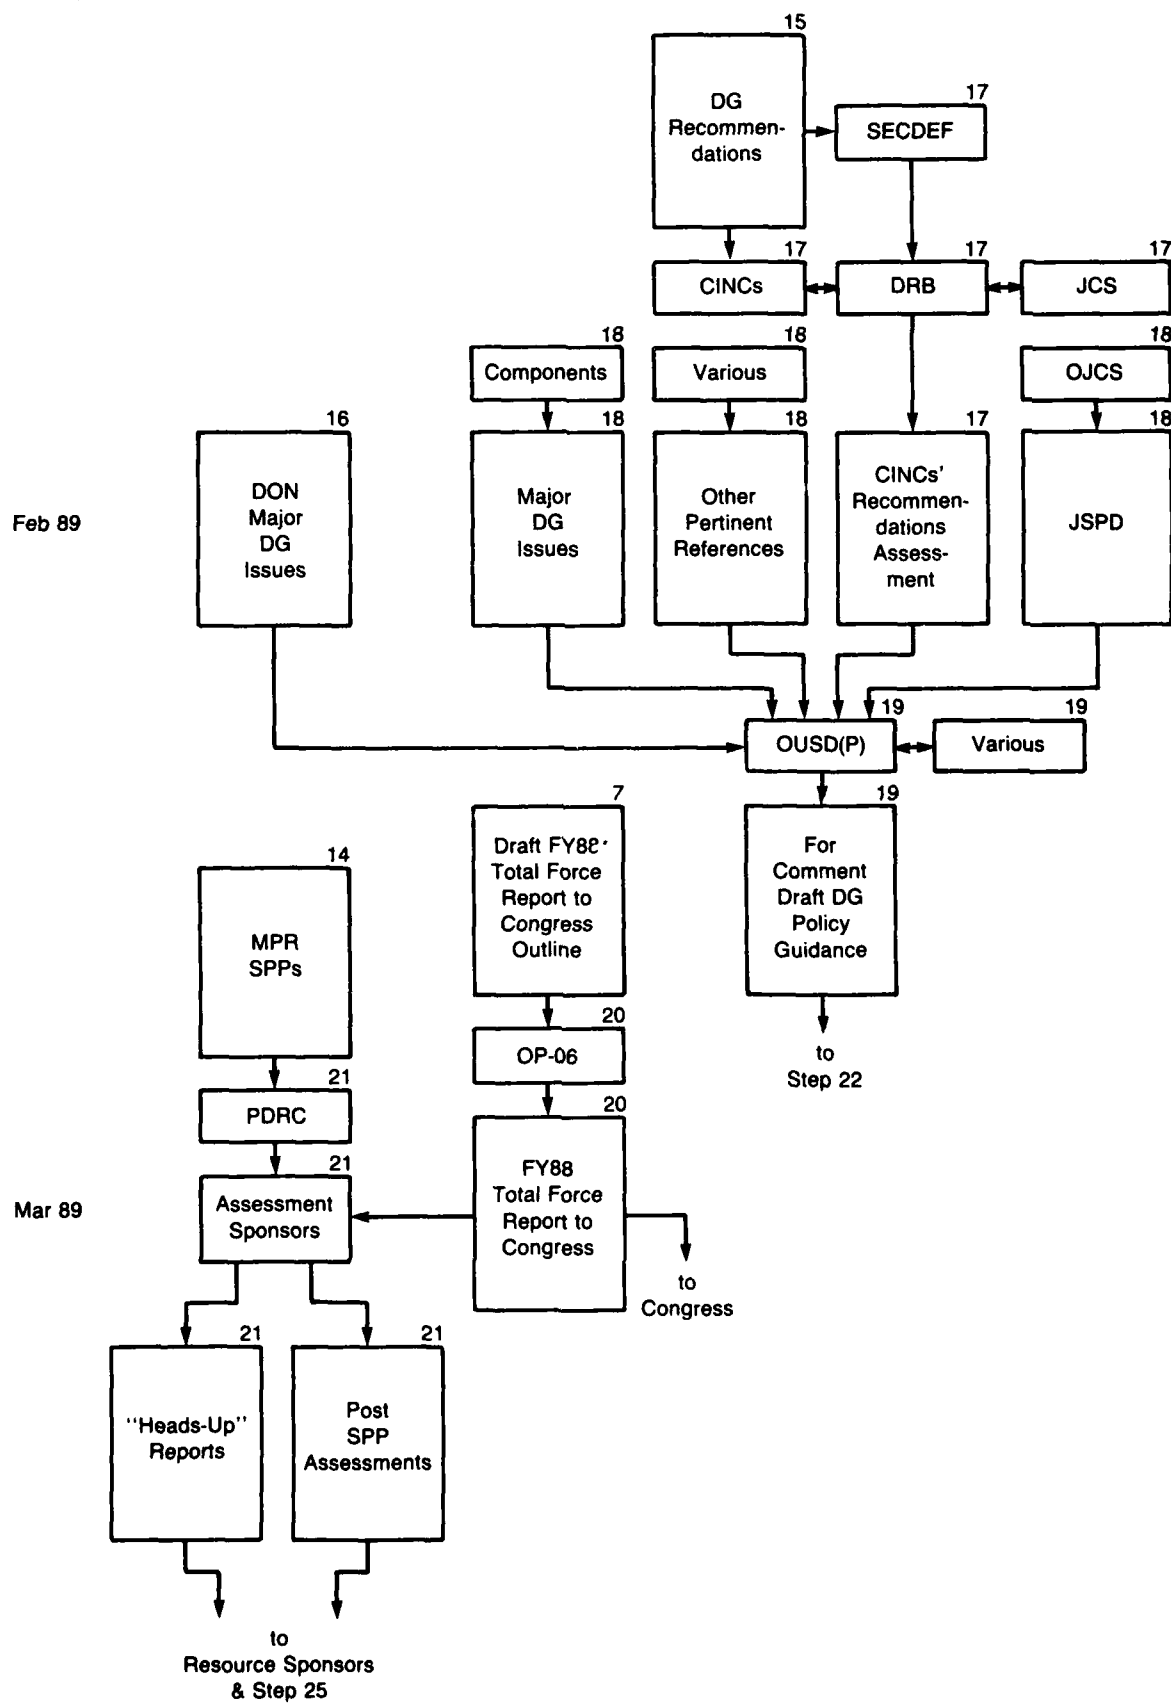 15
DG
Recommen-
dations
17
SECDEF
17
CINCs
17
DRB
17
JCS
18
Components
18
Various
18
OJCS
Feb 89
16
DON
Major
DG
Issues
18
Major
DG
Issues
18
Other
Pertinent
References
17
CINCs'
Recommen-
dations
Assess-
ment
18
JSPD
19
OUSD(P)
19
Various
7
Draft FY88
Total Force
Report to
Congress
Outline
19
For
Comment
Draft DG
Policy
Guidance
to
Step 22
14
MPR
SPPs
20
OP-06
21
PDRC
Mar 89
21
Assessment
Sponsors
20
FY88
Total Force
Report to
Congress
to
Congress
21
"Heads-Up"
Reports
21
Post
SPP
Assessments
to
Resource Sponsors
& Step 25